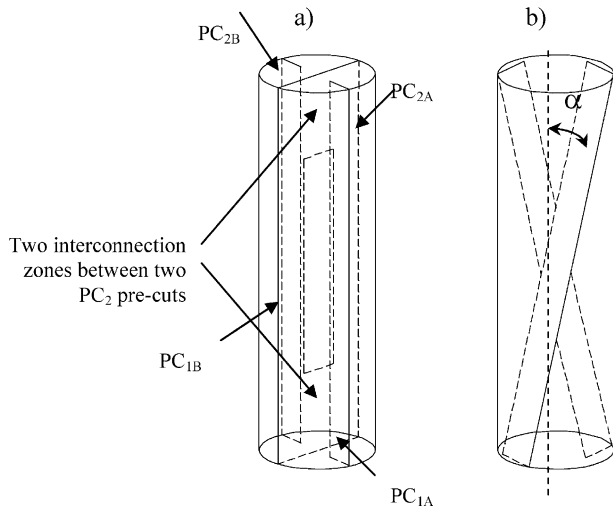 a)
b)
PC2B
PC2A
α
Two interconnection
zones between two
PC2 pre-cuts
PC1B
PC1A